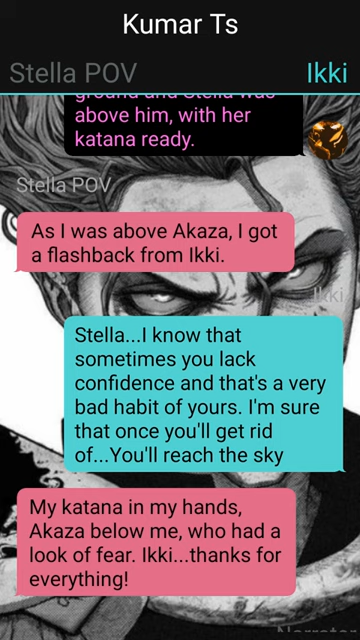 Kumar Ts
Stella POV
Ikki
ground and Stella was
above him, with her
katana ready.
Stella POV
As I was above Akaza, I got
a flashback from Ikki.
Ikki
Stella...I know that
sometimes you lack
confidence and that's a very
bad habit of yours. I'm sure
that once you'll get rid
of...You'll reach the sky
My katana in my hands,
Akaza below me, who had a
look of fear. Ikki...thanks for
everything!
Narrator